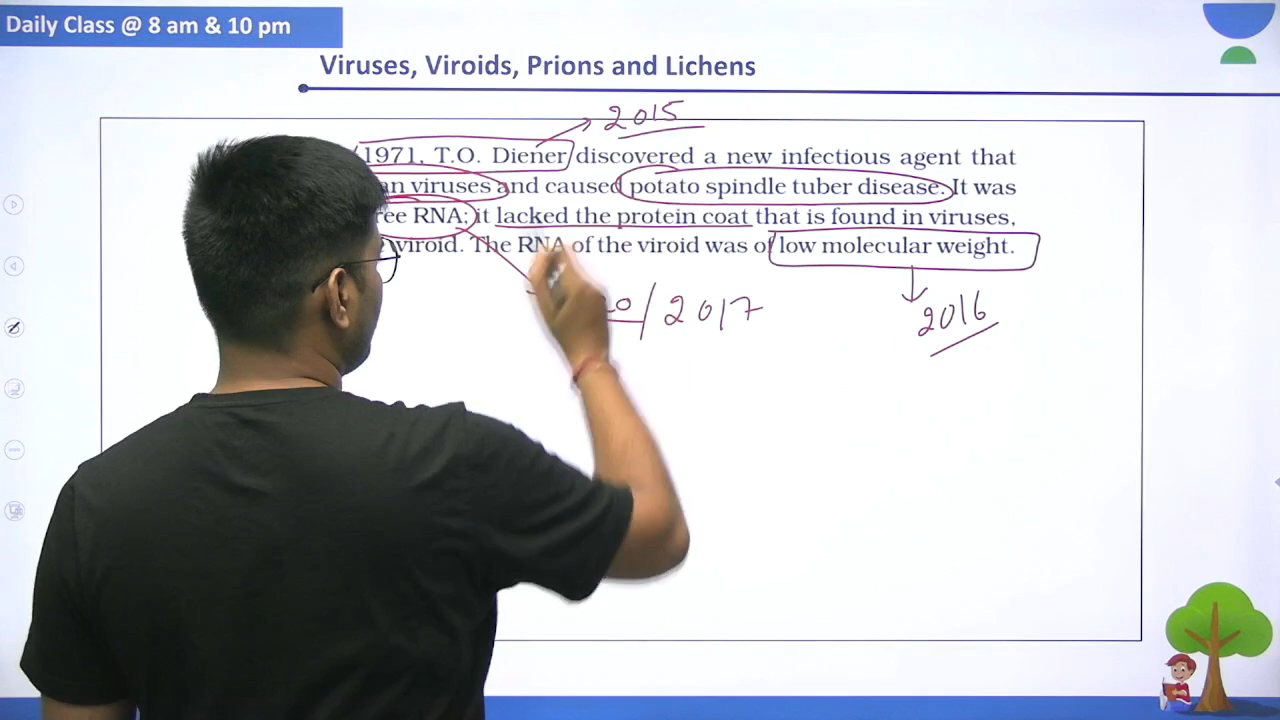 Daily Class @ 8 am & 10 pm
Viruses, Viroids, Prions and Lichens
2015
1971, T.O. Diener discovered a new infectious agent that
viruses and caused potato spindle tuber disease. It was
RNA; it lacked the protein coat that is found in viruses,
viroid. The RNA of the viroid was of low molecular weight.
/ 2017
2016